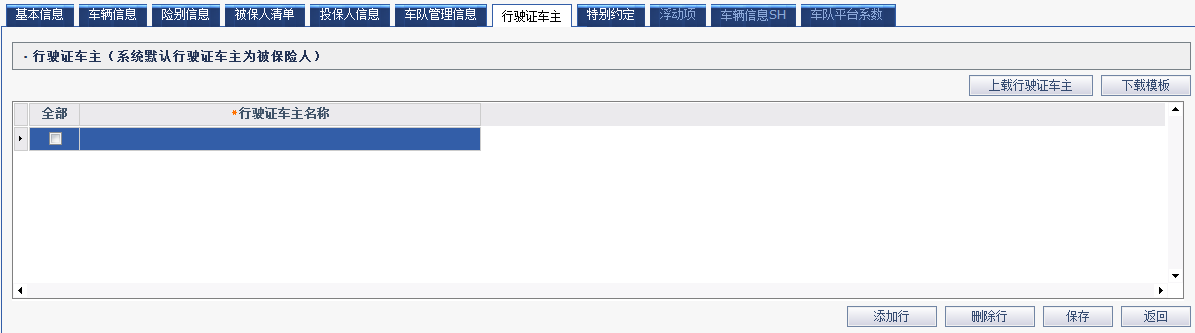 基本信息 车辆信息 险别信息 被保人清单 投保人信息 车队管理信息 行驶证车主 特别约定 浮动项 车辆信息SH 车队平台系数
· 行驶证车主（系统默认行驶证车主为被保险人）
上载行驶证车主 下载模板
全部 *行驶证车主名称
添加行 删除行 保存 返回